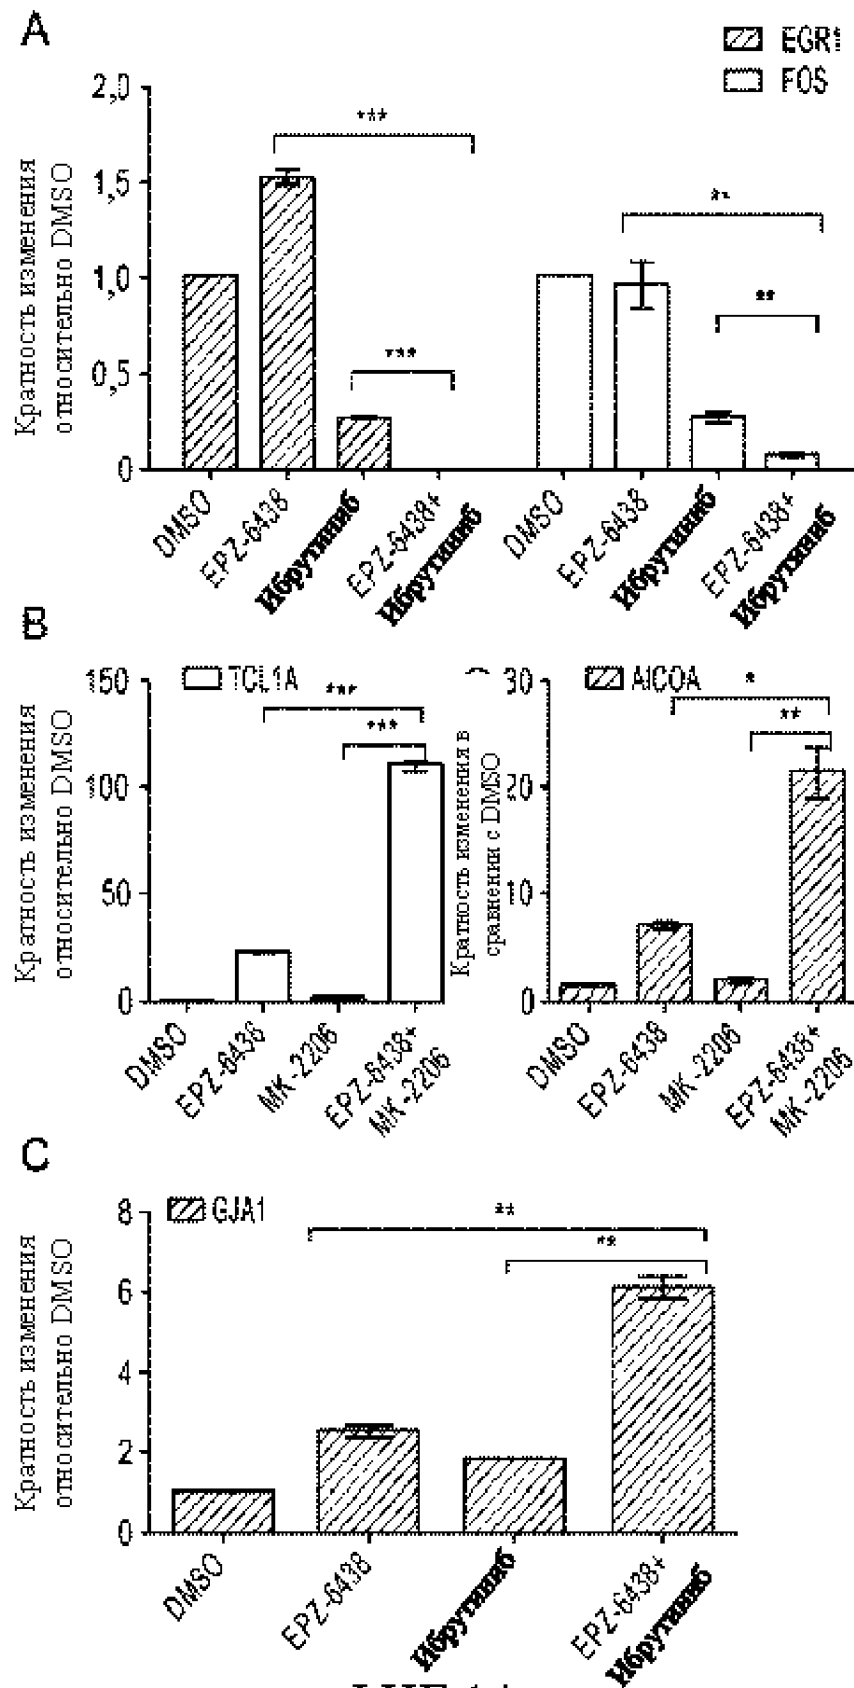 A
EGR1
FOS
Кратность изменения
относительно DMSO
2,0
1,5
1,0
0,5
0
***
***
**
**
DMSO
EPZ-6438
Ибрутиниб
EPZ-6438+
Ибрутиниб
DMSO
EPZ-6438
Ибрутиниб
EPZ-6438+
Ибрутиниб
B
Кратность изменения
относительно DMSO
150
100
50
0
TCL1A
***
***
DMSO
EPZ-6438
MK-2206
EPZ-6438+
MK-2206
Кратность изменения в
сравнении с DMSO
30
20
10
0
*
**
DMSO
EPZ-6438
MK-2206
EPZ-6438+
MK-2206
C
Кратность изменения
относительно DMSO
8
6
4
2
0
GJA1
**
**
DMSO
EPZ-6438
Ибрутиниб
EPZ-6438+
Ибрутиниб